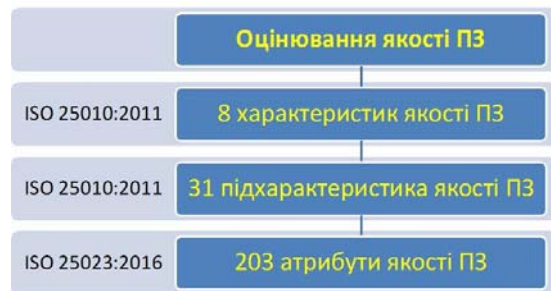 Оцінювання якості ПЗ
ISO 25010:2011 8 характеристик якості ПЗ
ISO 25010:2011 31 підхарактеристика якості ПЗ
ISO 25023:2016 203 атрибути якості ПЗ